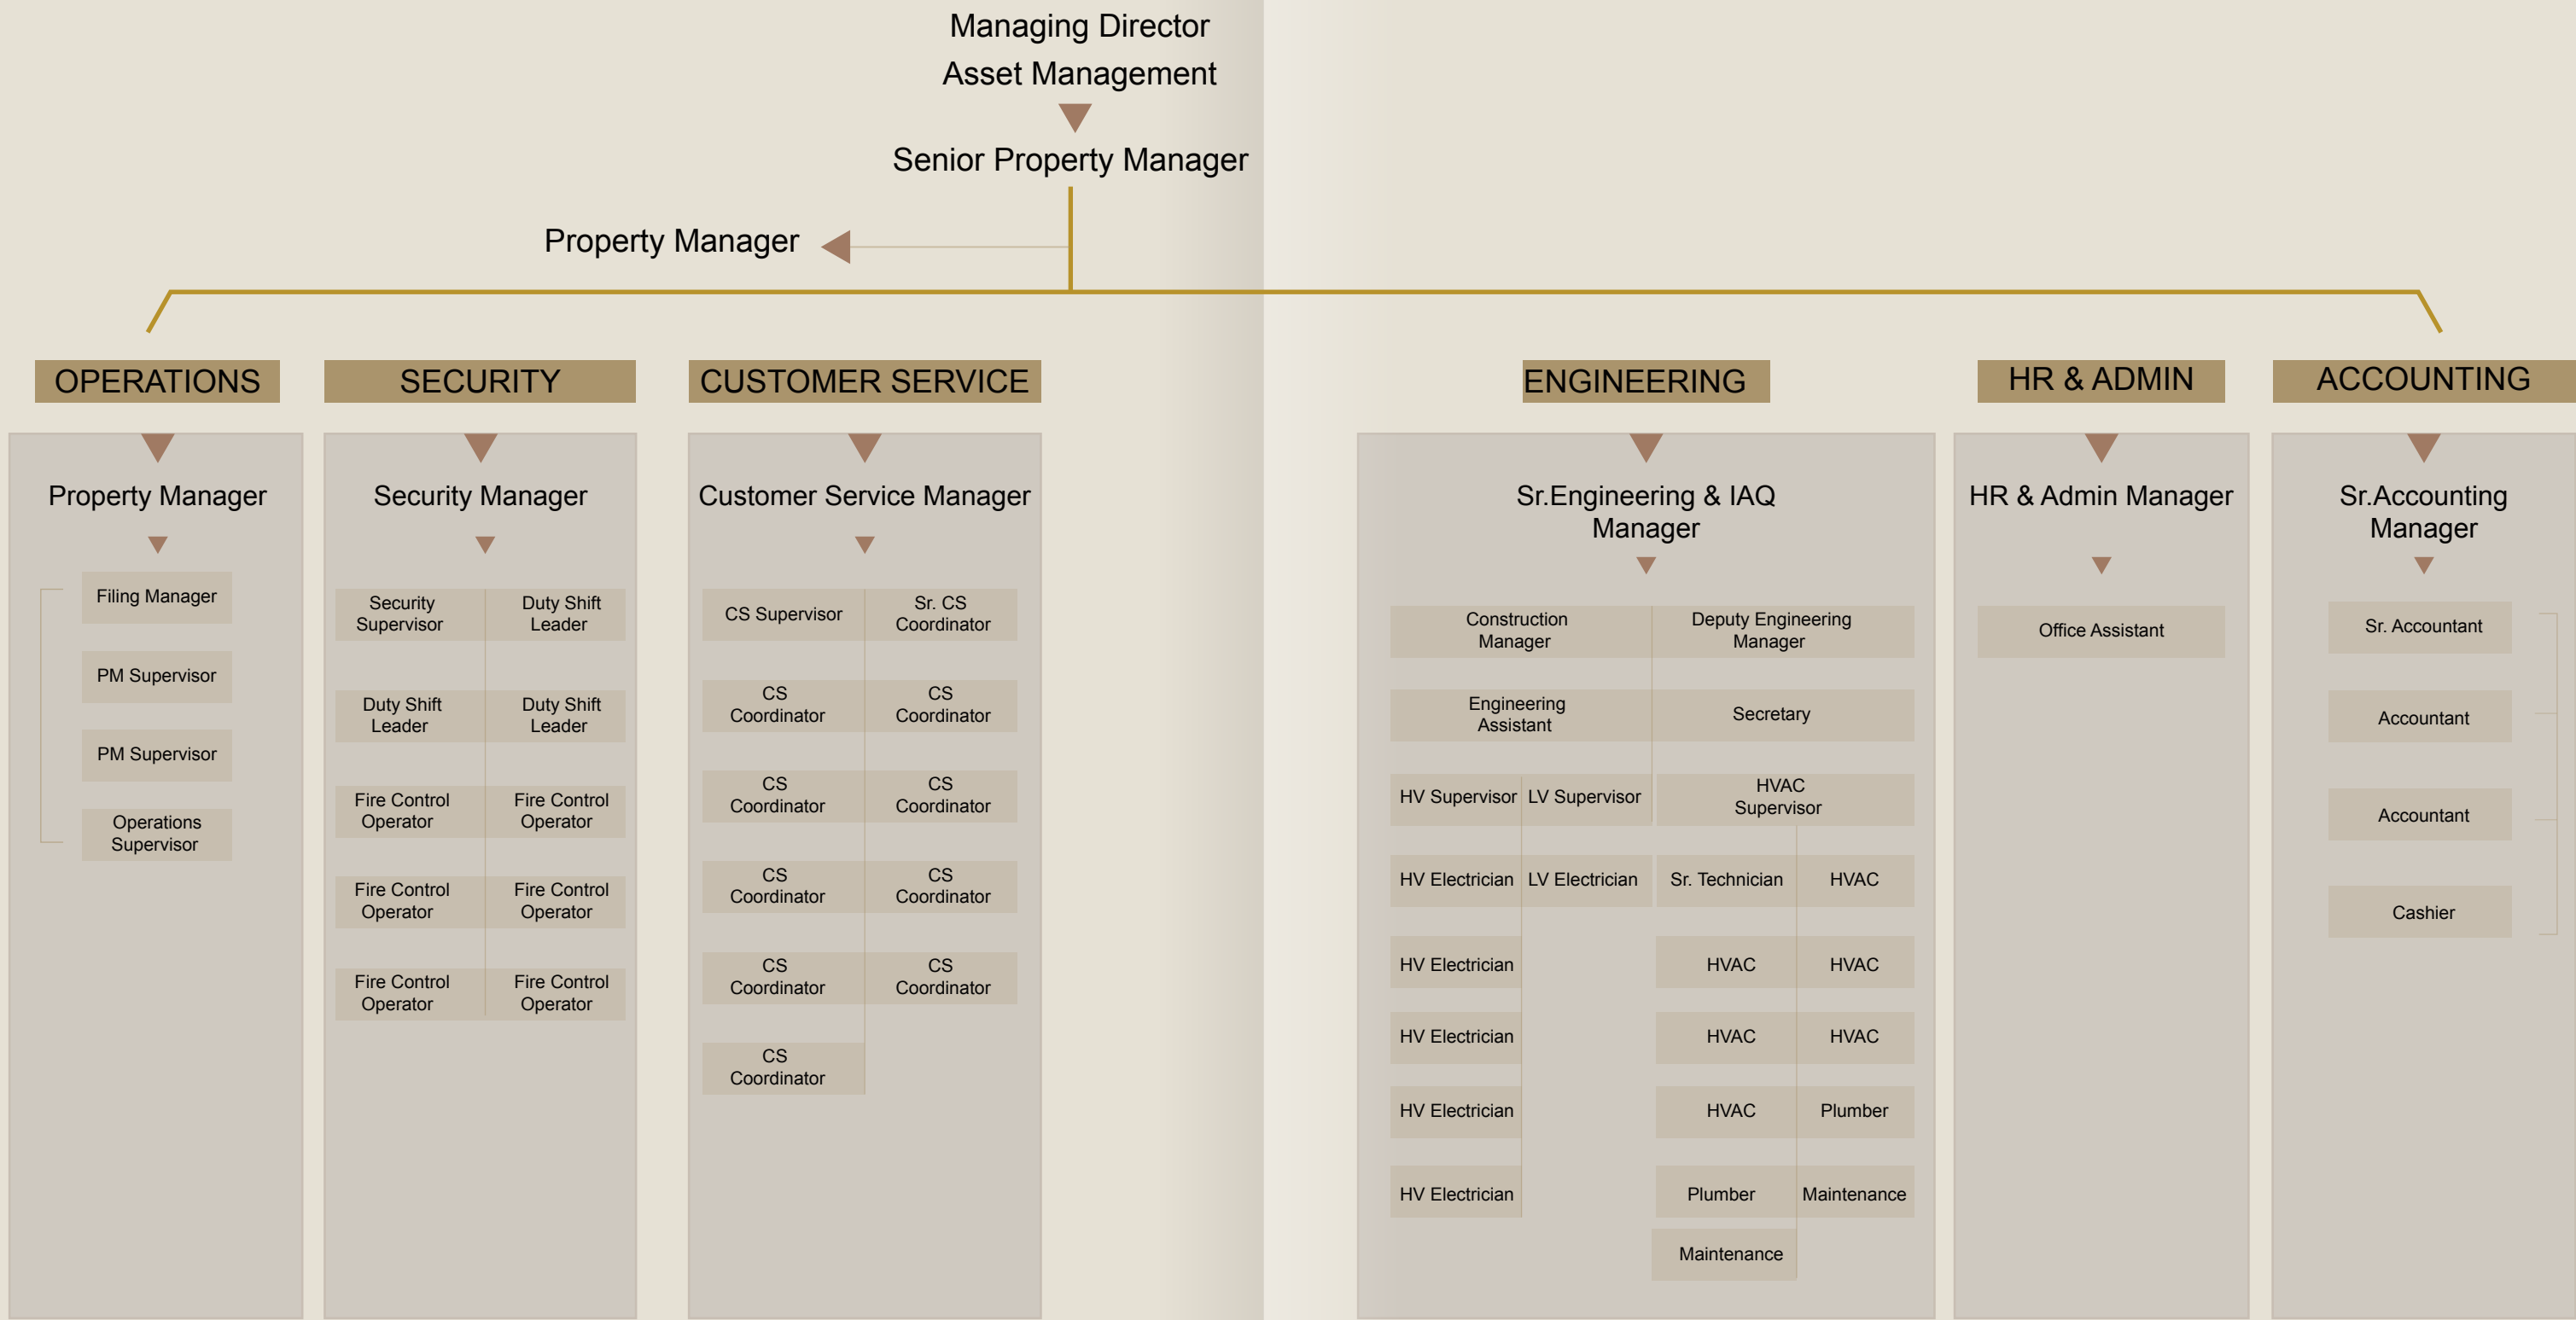 Managing Director
Asset Management
Senior Property Manager
Property Manager
OPERATIONS
Property Manager
Filing Manager
PM Supervisor
PM Supervisor
Operations
Supervisor
SECURITY
Security Manager
Security
Supervisor
Duty Shift
Leader
Duty Shift
Leader
Duty Shift
Leader
Fire Control
Operator
Fire Control
Operator
Fire Control
Operator
Fire Control
Operator
Fire Control
Operator
Fire Control
Operator
CUSTOMER SERVICE
Customer Service Manager
CS Supervisor
Sr. CS
Coordinator
CS
Coordinator
CS
Coordinator
CS
Coordinator
CS
Coordinator
CS
Coordinator
CS
Coordinator
CS
Coordinator
CS
Coordinator
CS
Coordinator
ENGINEERING
Sr.Engineering & IAQ
Manager
Construction
Manager
Deputy Engineering
Manager
Engineering
Assistant
Secretary
HV Supervisor
LV Supervisor
HVAC
Supervisor
HV Electrician
LV Electrician
Sr. Technician
HVAC
HV Electrician
HVAC
HVAC
HV Electrician
HVAC
HVAC
HV Electrician
HVAC
Plumber
HV Electrician
Plumber
Maintenance
Maintenance
HR & ADMIN
HR & Admin Manager
Office Assistant
ACCOUNTING
Sr.Accounting
Manager
Sr. Accountant
Accountant
Accountant
Cashier